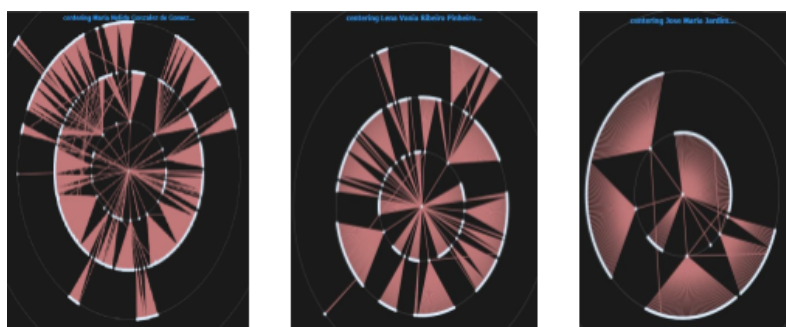 centering Maria Nelida Gonzalez de Gomez...
centering Lena Vania Ribeiro Pinheiro...
centering Jose Maria Jardim...